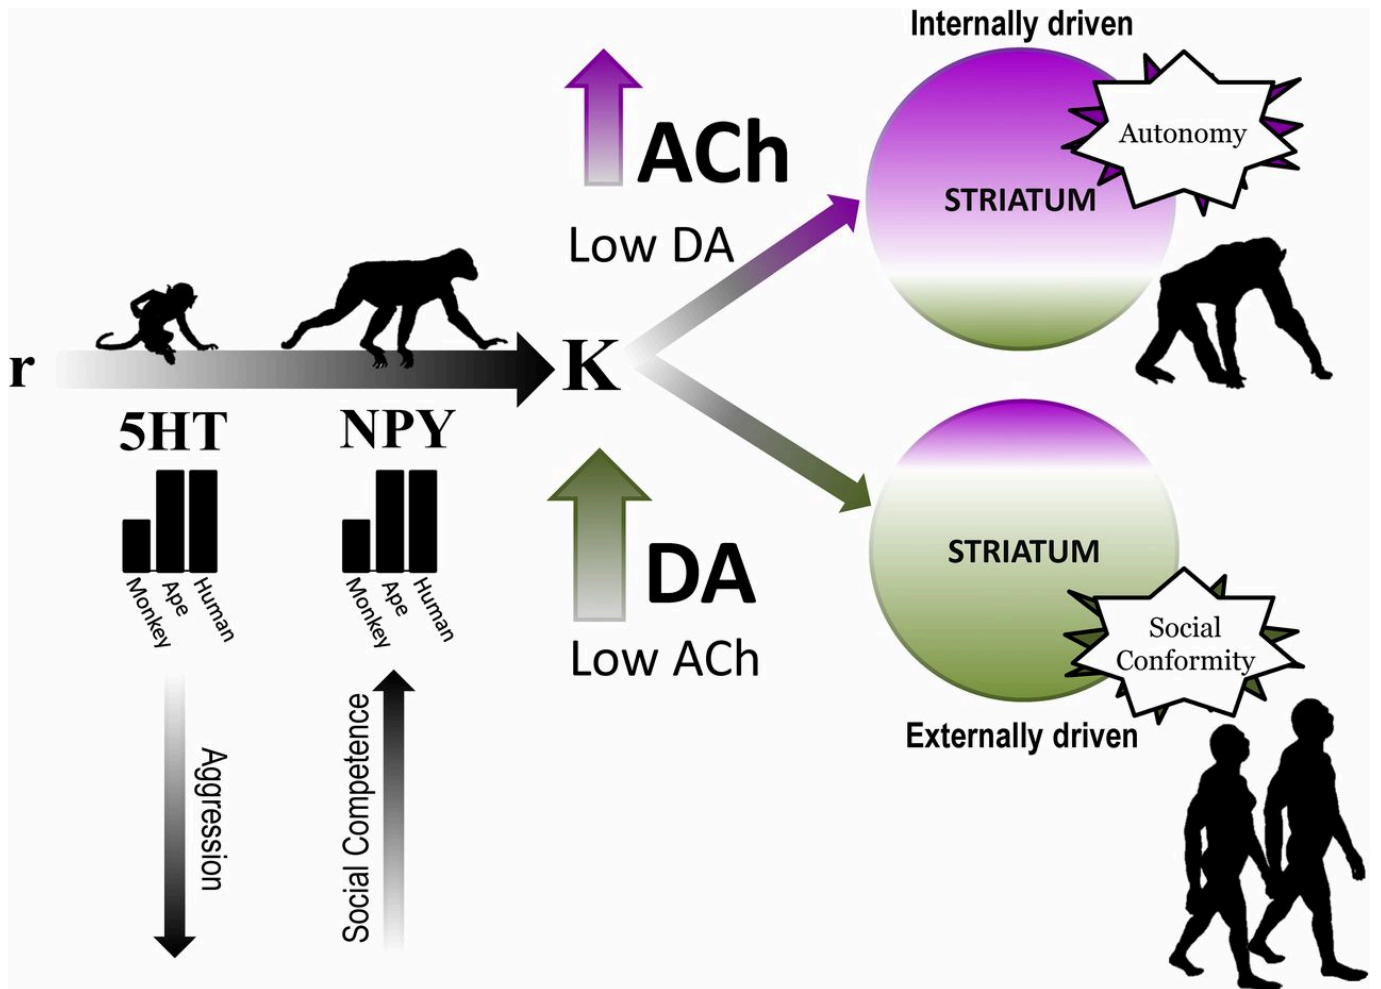 Internally driven
ACh
Autonomy
STRIATUM
Low DA
r
K
5HT
NPY
Monkey
Ape
Human
Monkey
Ape
Human
DA
Low ACh
STRIATUM
Social
Conformity
Externally driven
Aggression
Social Competence